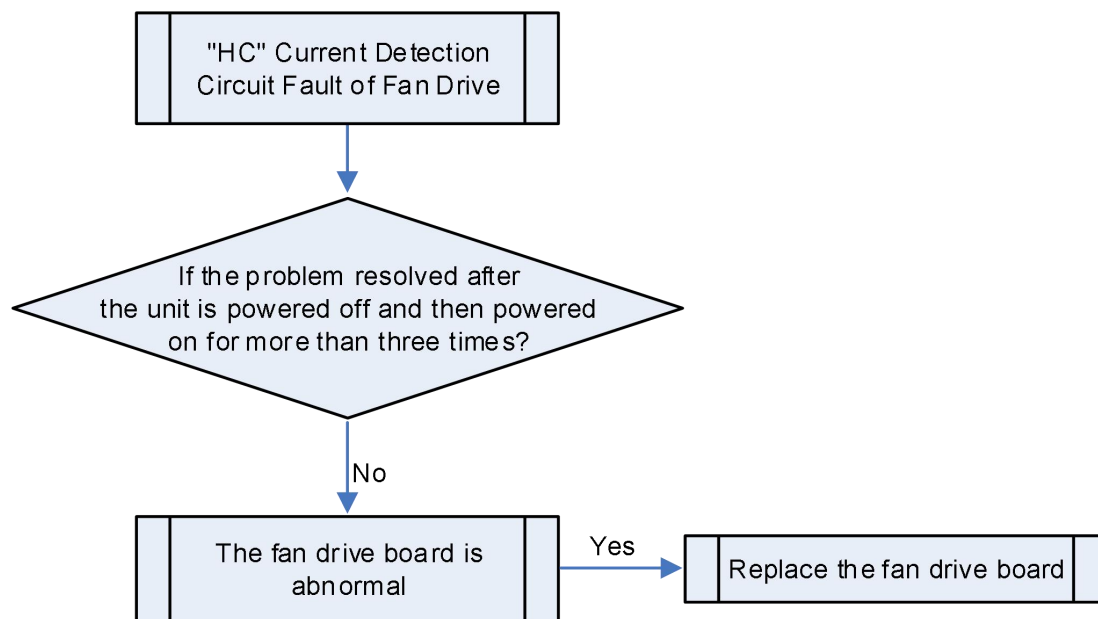 "HC" Current Detection
Circuit Fault of Fan Drive
If the problem resolved after
the unit is powered off and then powered
on for more than three times?
No
The fan drive board is
abnormal
Yes
Replace the fan drive board